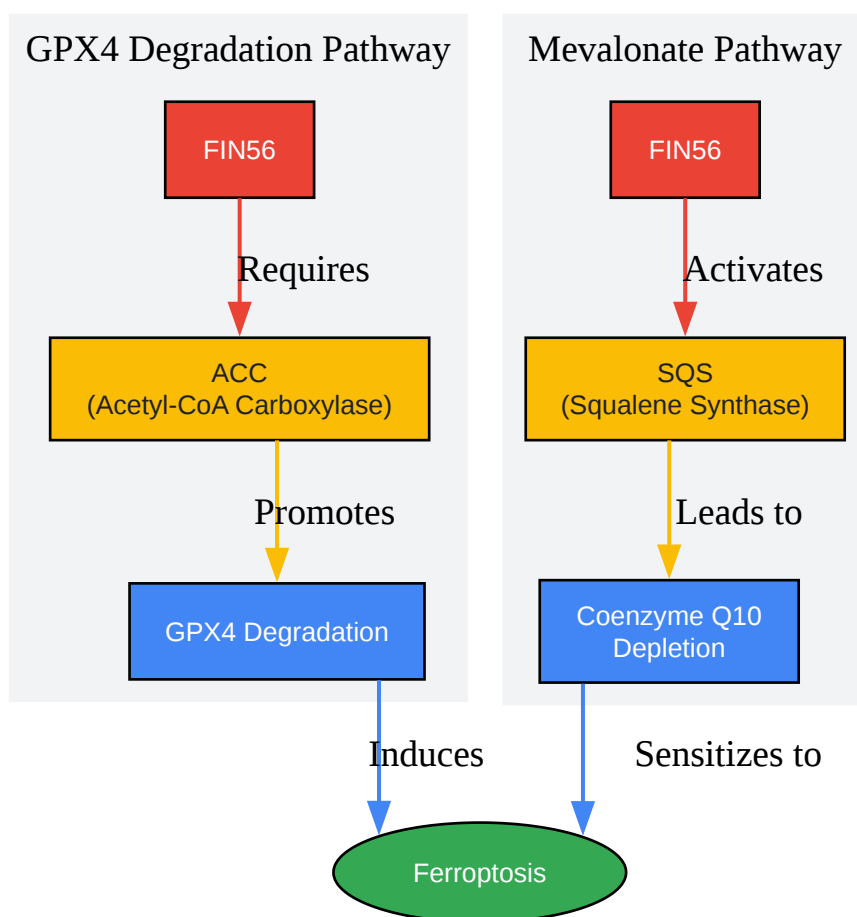 GPX4 Degradation Pathway
FIN56
Requires
ACC
(Acetyl-CoA Carboxylase)
Promotes
GPX4 Degradation
Induces
Mevalonate Pathway
FIN56
Activates
SQS
(Squalene Synthase)
Leads to
Coenzyme Q10
Depletion
Sensitizes to
Ferroptosis